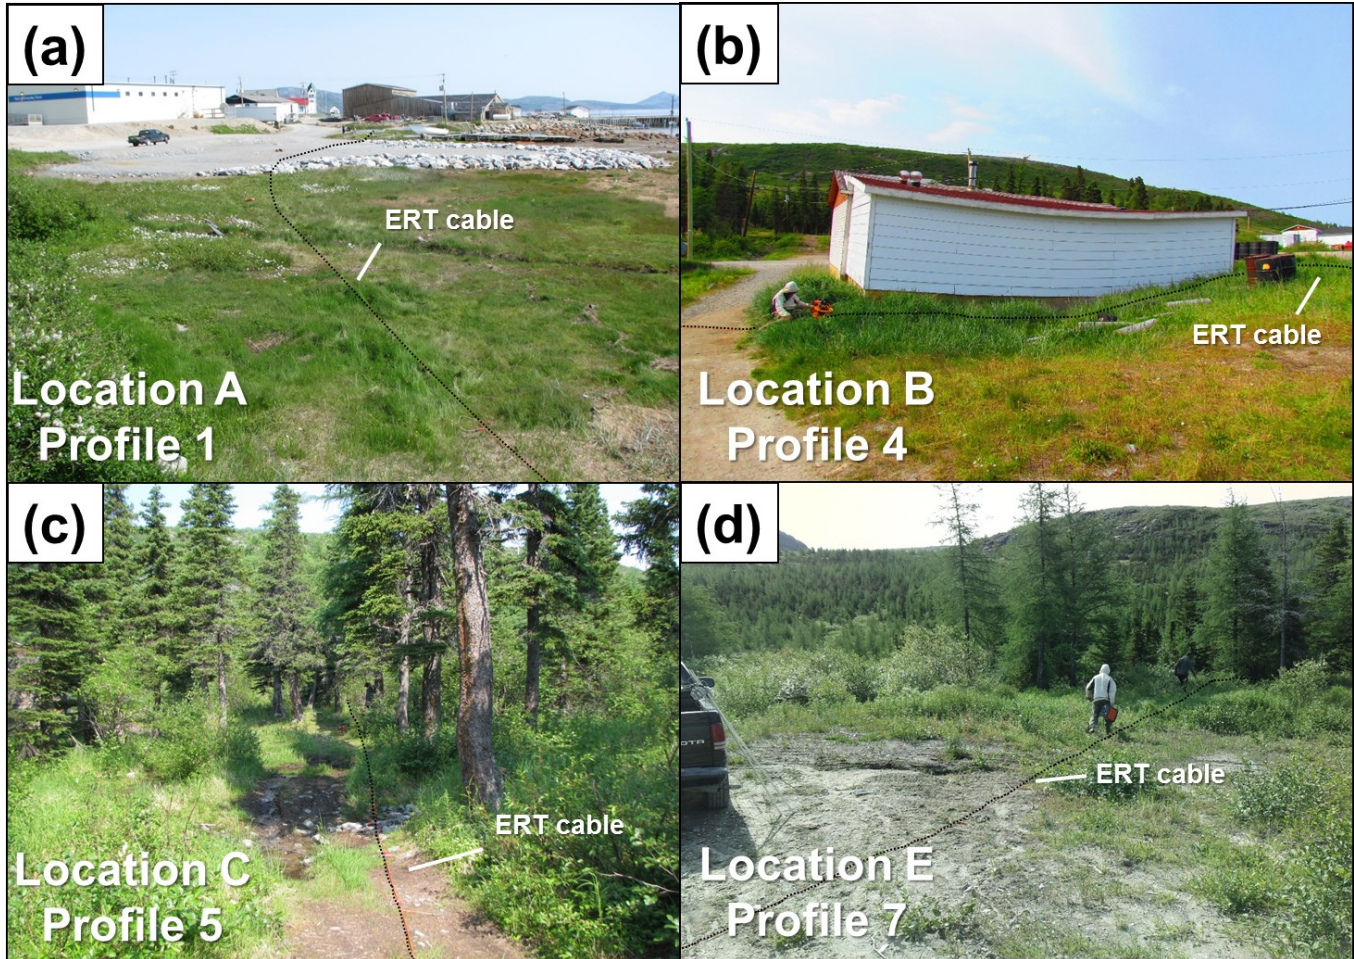 (a)
ERT cable
Location A
Profile 1
(b)
ERT cable
Location B
Profile 4
(c)
ERT cable
Location C
Profile 5
(d)
OTA
ERT cable
Location E
Profile 7